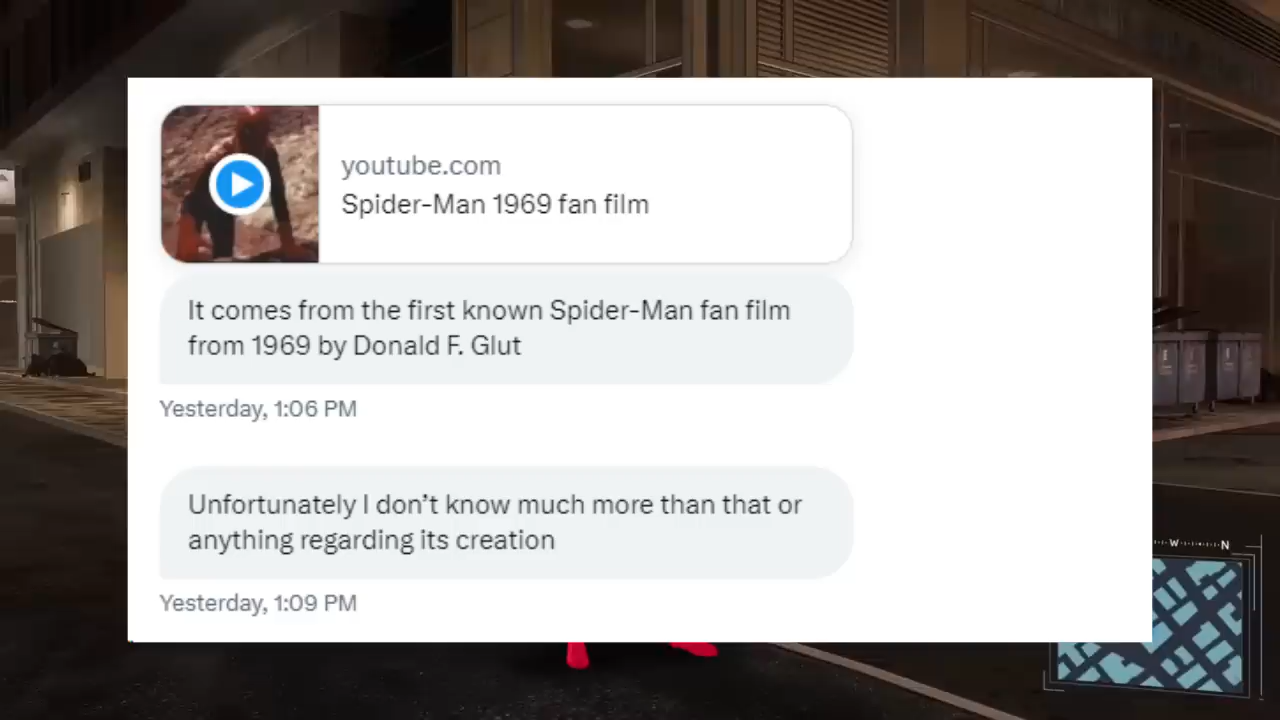 youtube.com
Spider-Man 1969 fan film
It comes from the first known Spider-Man fan film
from 1969 by Donald F. Glut
Yesterday, 1:06 PM
Unfortunately I don’t know much more than that or
anything regarding its creation
Yesterday, 1:09 PM
W N